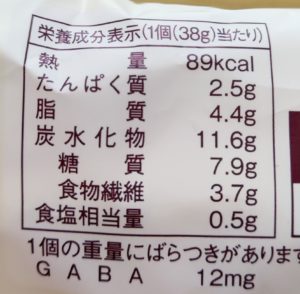 栄養成分表示(1個(38g)当たり)
熱量 89kcal
たんぱく質 2.5g
脂質 4.4g
炭水化物 11.6g
糖質 7.9g
食物繊維 3.7g
食塩相当量 0.5g
1個の重量にばらつきがあります
GABA 12mg